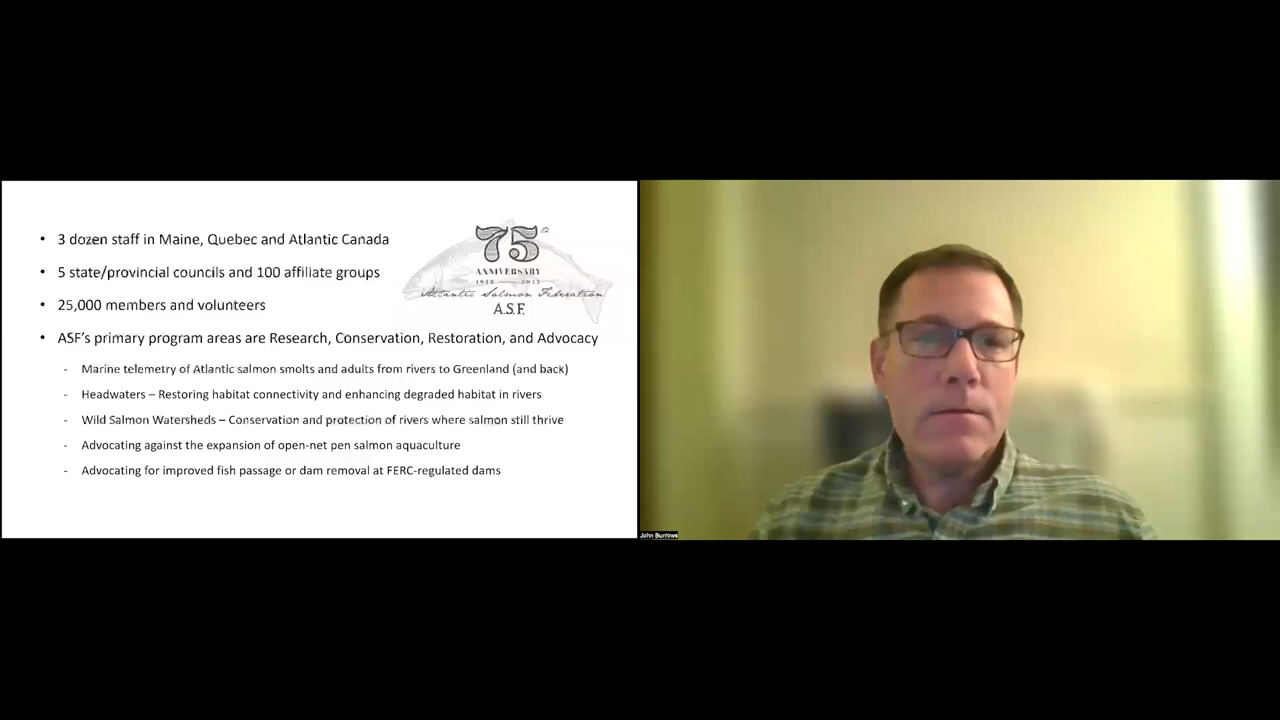 • 3 dozen staff in Maine, Quebec and Atlantic Canada
• 5 state/provincial councils and 100 affiliate groups
• 25,000 members and volunteers
• ASF's primary program areas are Research, Conservation, Restoration, and Advocacy
- Marine telemetry of Atlantic salmon smolts and adults from rivers to Greenland (and back)
- Headwaters – Restoring habitat connectivity and enhancing degraded habitat in rivers
- Wild Salmon Watersheds – Conservation and protection of rivers where salmon still thrive
- Advocating against the expansion of open-net pen salmon aquaculture
- Advocating for improved fish passage or dam removal at FERC-regulated dams
75th
ANNIVERSARY
1948 2023
Atlantic Salmon Federation
A.S.F.
John Burrows